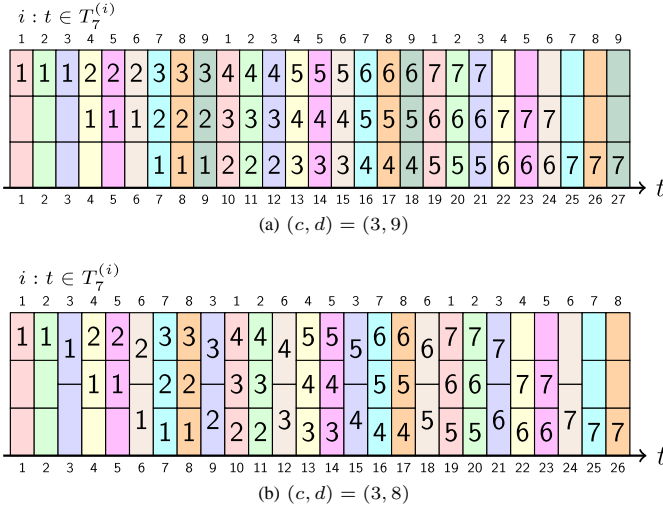 i : t ∈ T_7^{(i)}
1 2 3 4 5 6 7 8 9 1 2 3 4 5 6 7 8 9 1 2 3 4 5 6 7 8 9
1 1 1 2 2 2 3 3 3 4 4 4 5 5 5 6 6 6 7 7 7
1 1 1 2 2 2 3 3 3 4 4 4 5 5 5 6 6 6 7 7 7
1 1 1 2 2 2 3 3 3 4 4 4 5 5 5 6 6 6 7 7 7
t
1 2 3 4 5 6 7 8 9 10 11 12 13 14 15 16 17 18 19 20 21 22 23 24 25 26 27
(a) (c, d) = (3, 9)
i : t ∈ T_7^{(i)}
1 2 3 4 5 6 7 8 3 1 2 6 4 5 3 7 8 6 1 2 3 4 5 6 7 8
1 1 1 2 2 2 3 3 3 4 4 4 5 5 5 6 6 6 7 7 7
1 1 2 2 3 3 4 4 5 5 6 6 7 7
1 1 1 2 2 2 3 3 3 4 4 4 5 5 5 6 6 6 7 7 7
t
1 2 3 4 5 6 7 8 9 10 11 12 13 14 15 16 17 18 19 20 21 22 23 24 25 26
(b) (c, d) = (3, 8)